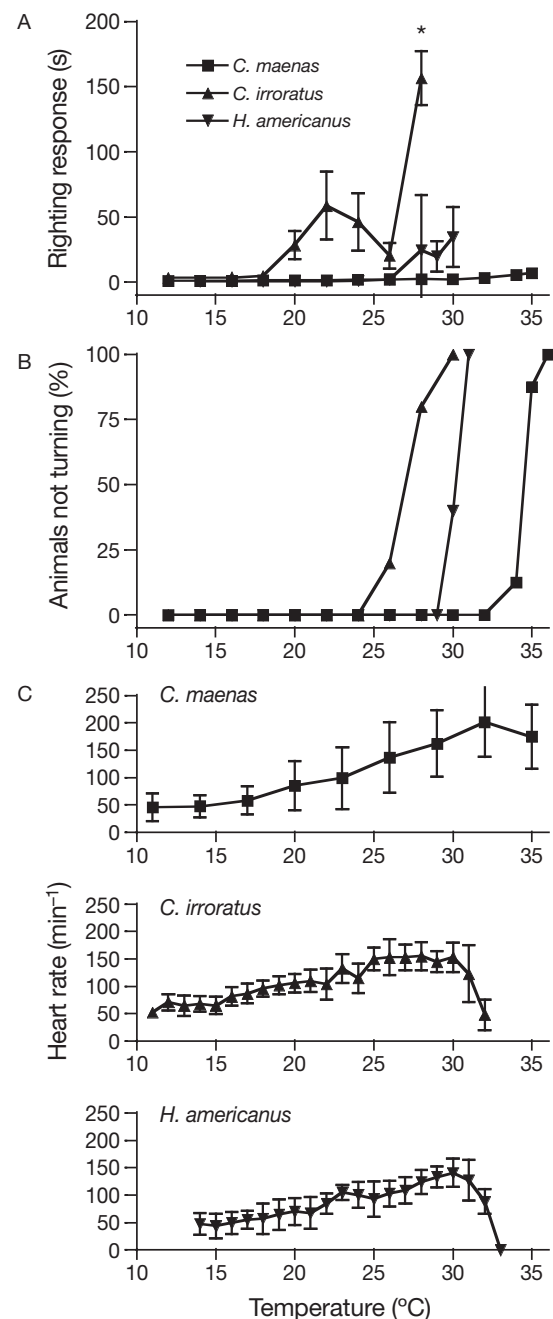 A
Righting response (s)
200
150
100
50
0
*
C. maenas
C. irroratus
H. americanus
10 15 20 25 30 35
B
Animals not turning (%)
100
75
50
25
0
10 15 20 25 30 35
C
Heart rate (min–1)
C. maenas
250
200
150
100
50
0
10 15 20 25 30 35
C. irroratus
250
200
150
100
50
0
10 15 20 25 30 35
H. americanus
250
200
150
100
50
0
10 15 20 25 30 35
Temperature (ºC)